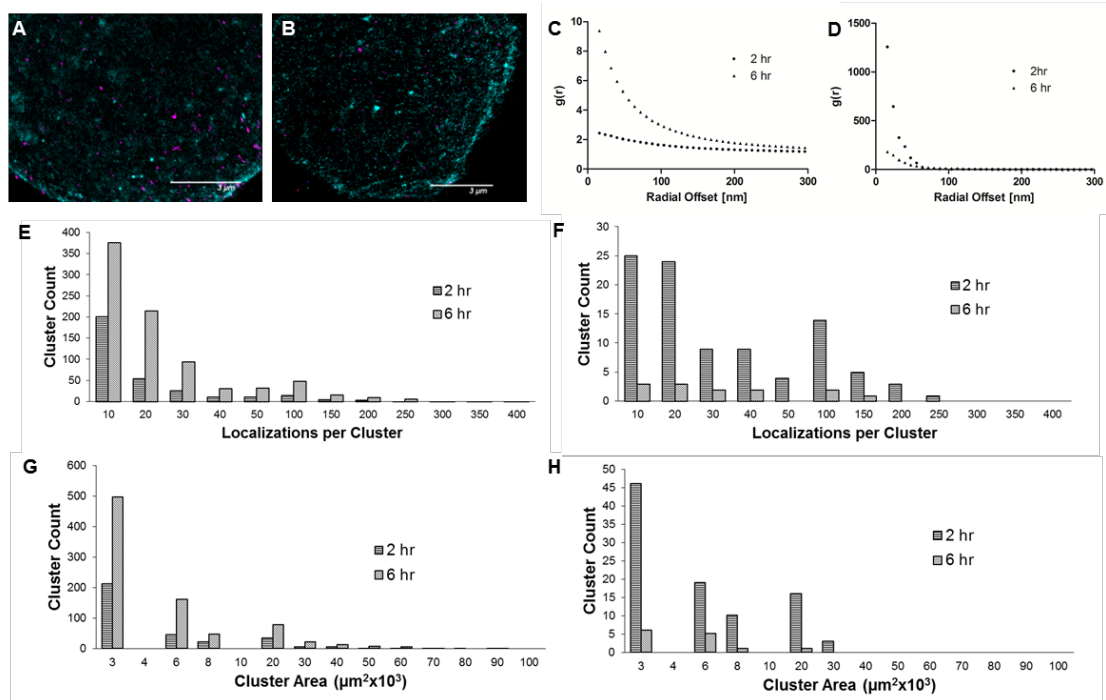 A
3 µm
B
3 µm
C
10
8
6
4
2
0
g(r)
2 hr
6 hr
0 100 200 300
Radial Offset [nm]
D
1500
1000
500
0
g(r)
2hr
6 hr
0 100 200 300
Radial Offset [nm]
E
400
350
300
250
200
150
100
50
0
Cluster Count
2 hr
6 hr
10 20 30 40 50 100 150 200 250 300 350 400
Localizations per Cluster
F
30
25
20
15
10
5
0
Cluster Count
2 hr
6 hr
10 20 30 40 50 100 150 200 250 300 350 400
Localizations per Cluster
G
600
500
400
300
200
100
0
Cluster Count
2 hr
6 hr
3 4 6 8 10 20 30 40 50 60 70 80 90 100
Cluster Area (µm²x10³)
H
50
45
40
35
30
25
20
15
10
5
0
Cluster Count
2 hr
6 hr
3 4 6 8 10 20 30 40 50 60 70 80 90 100
Cluster Area (µm²x10³)